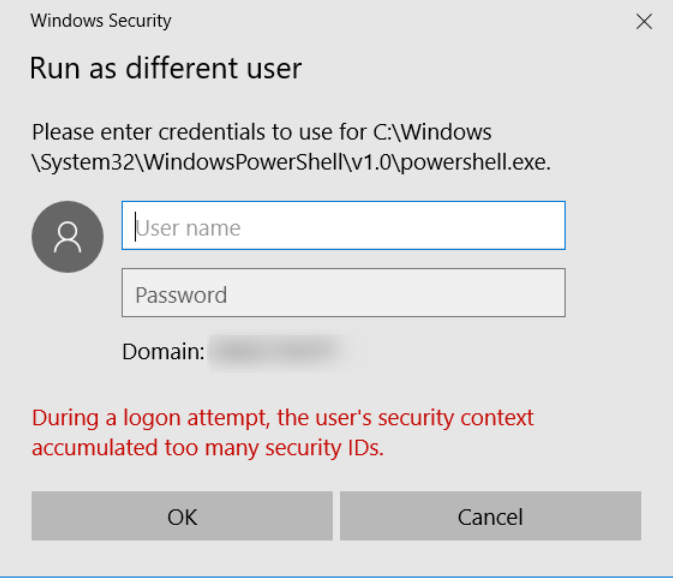 Windows Security
Run as different user
Please enter credentials to use for C:\Windows
\System32\WindowsPowerShell\v1.0\powershell.exe.
User name
Password
Domain:
During a logon attempt, the user's security context
accumulated too many security IDs.
OK
Cancel